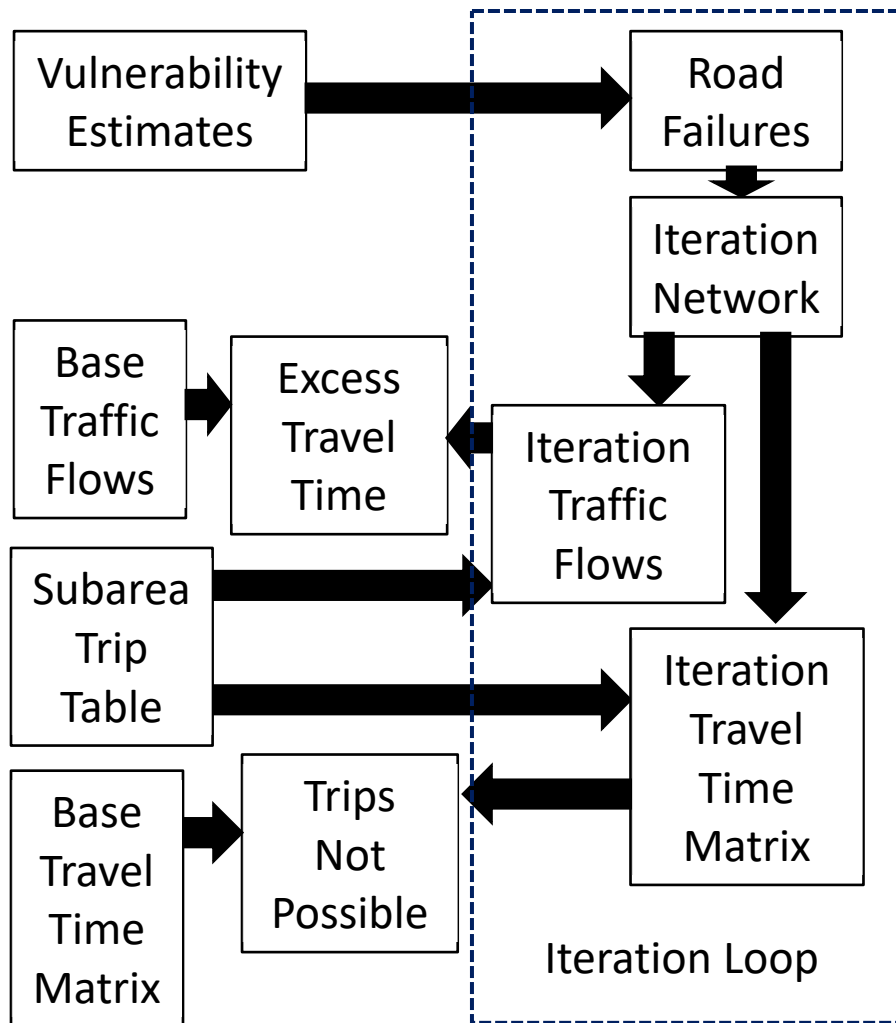 Vulnerability
Estimates
Road
Failures
Iteration
Network
Base
Traffic
Flows
Excess
Travel
Time
Iteration
Traffic
Flows
Subarea
Trip
Table
Iteration
Travel
Time
Matrix
Base
Travel
Time
Matrix
Trips
Not
Possible
Iteration Loop